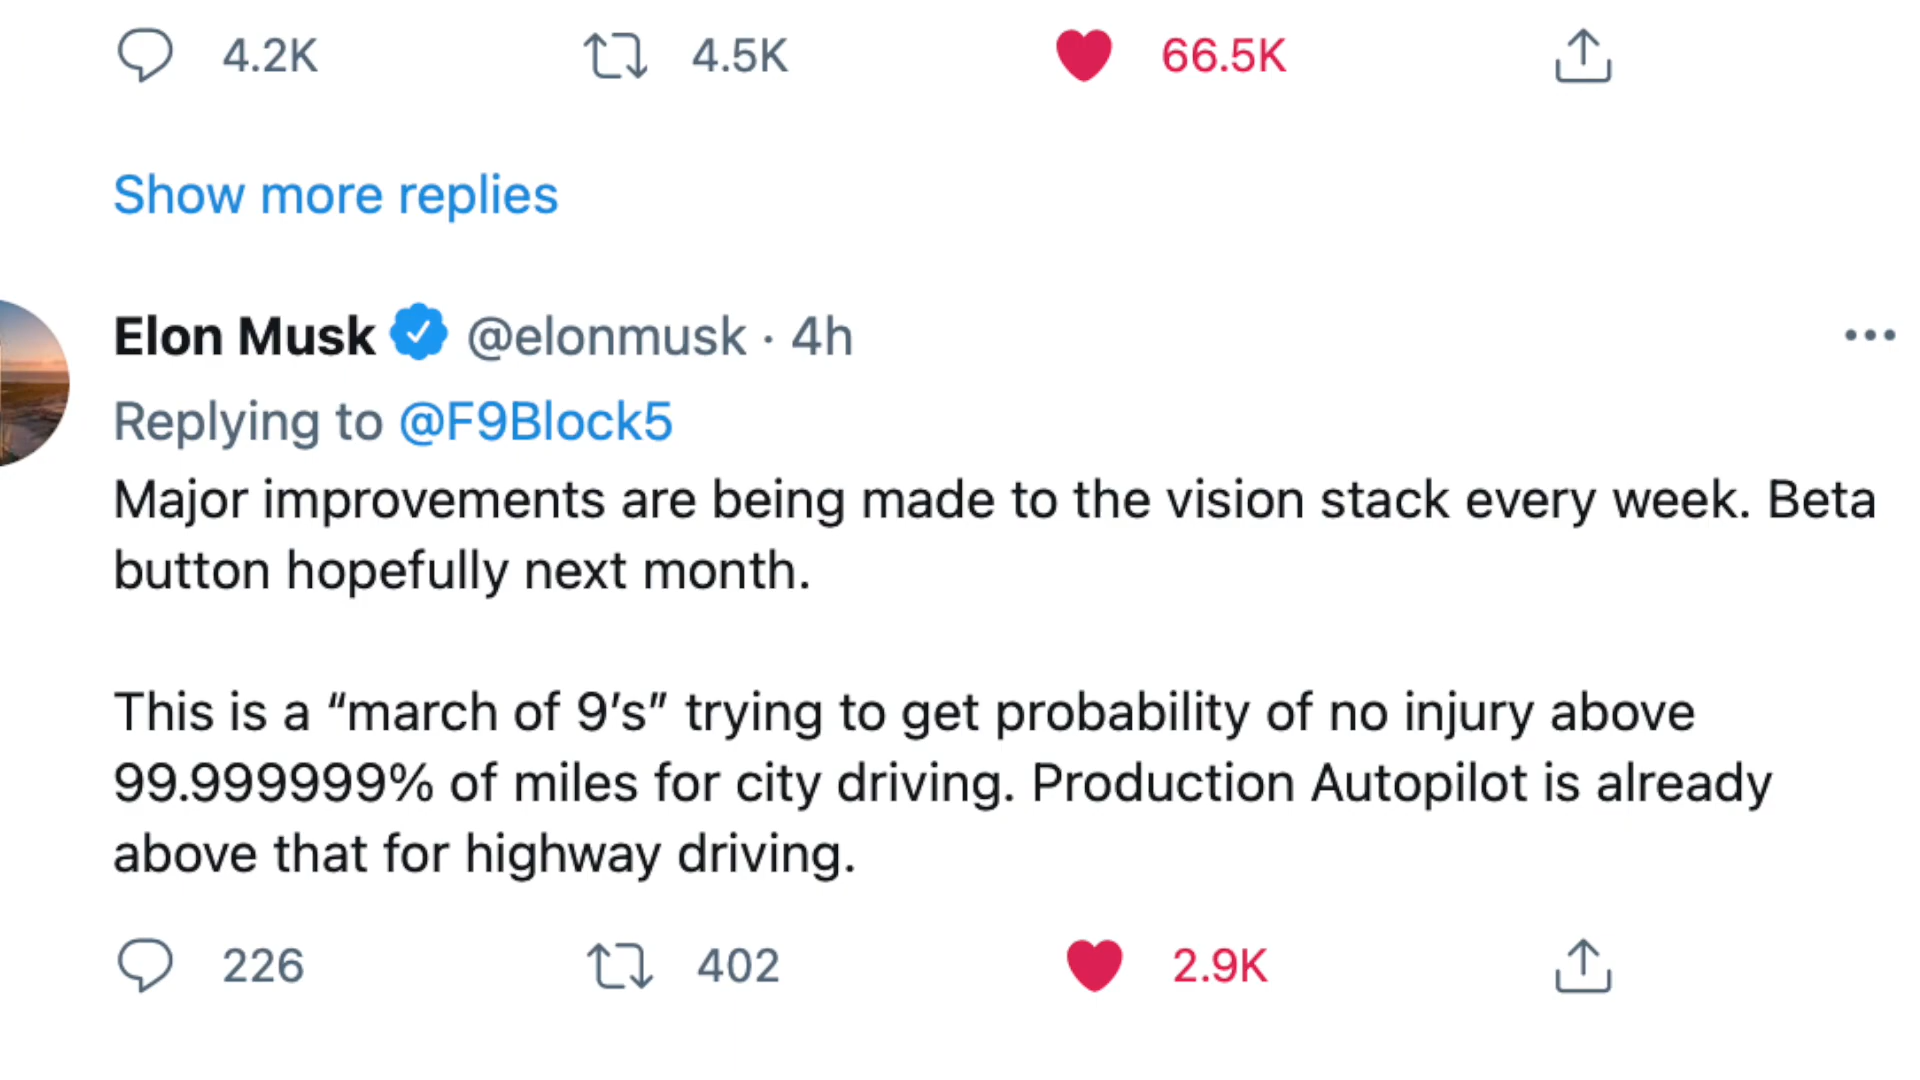 4.2K 4.5K 66.5K
Show more replies
Elon Musk @elonmusk · 4h
Replying to @F9Block5
Major improvements are being made to the vision stack every week. Beta
button hopefully next month.
This is a “march of 9’s” trying to get probability of no injury above
99.999999% of miles for city driving. Production Autopilot is already
above that for highway driving.
226 402 2.9K